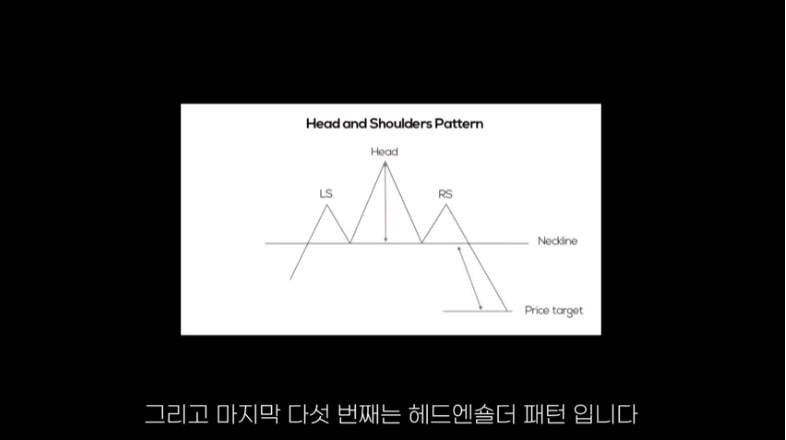 Head and Shoulders Pattern
Head
LS
RS
Neckline
Price target
그리고 마지막 다섯 번째는 헤드엔숄더 패턴 입니다